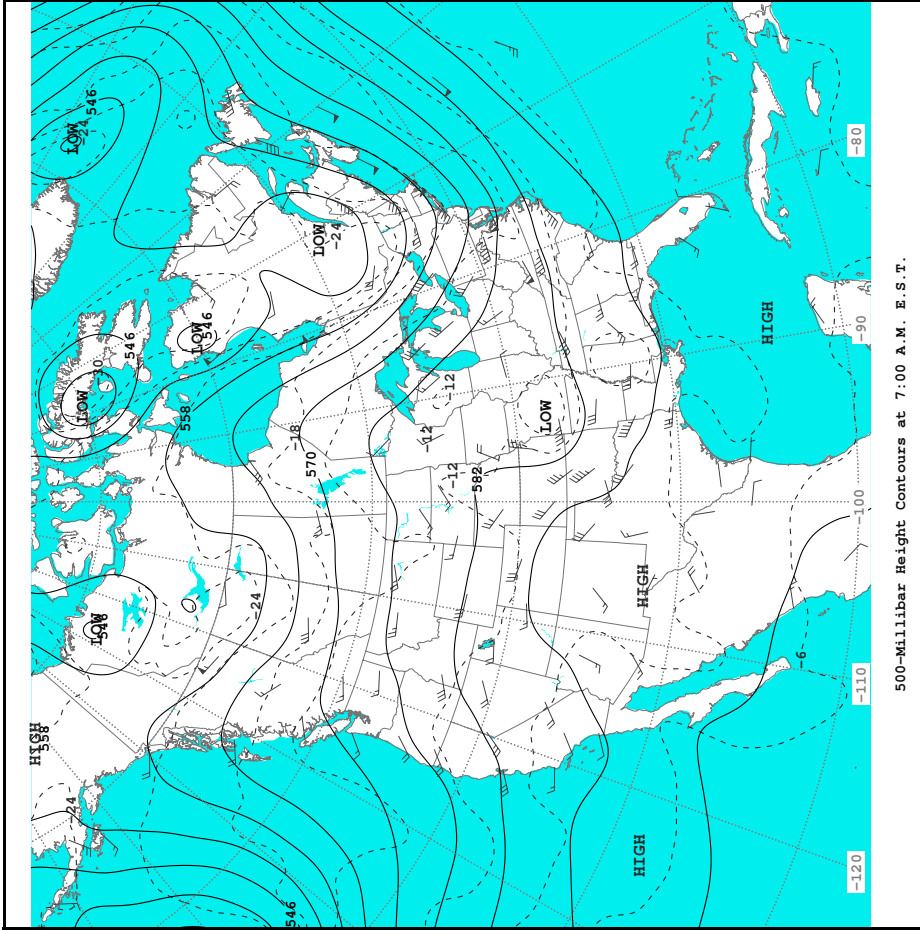 500-Millibar Height Contours at 7:00 A.M. E.S.T.
LOW
-24
546
LOW
-24
LOW
546
546
-30
LOW
558
-18
570
-12
-12
-12
582
LOW
HIGH
HIGH
-24
LOW
546
HIGH
558
-24
546
HIGH
-6
-80
-90
-100
-110
-120